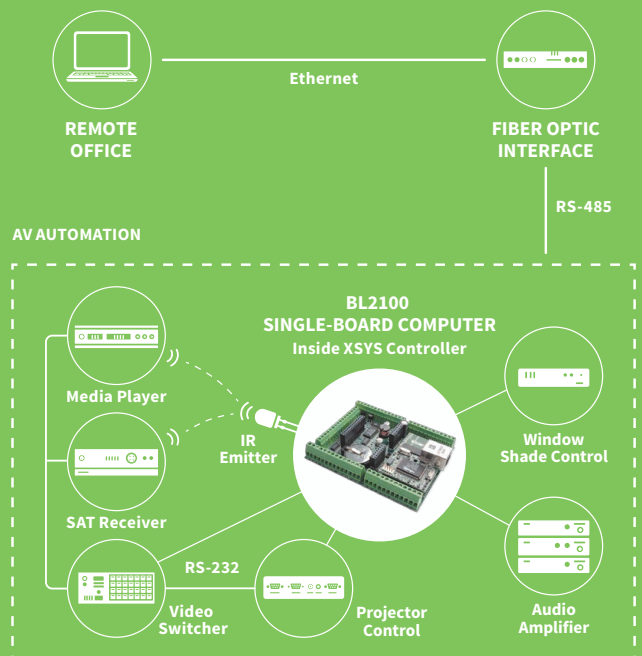 Ethernet
REMOTE
OFFICE
FIBER OPTIC
INTERFACE
RS-485
AV AUTOMATION
BL2100
SINGLE-BOARD COMPUTER
Inside XSYS Controller
Media Player
IR
Emitter
Window
Shade Control
SAT Receiver
RS-232
Video
Switcher
Projector
Control
Audio
Amplifier